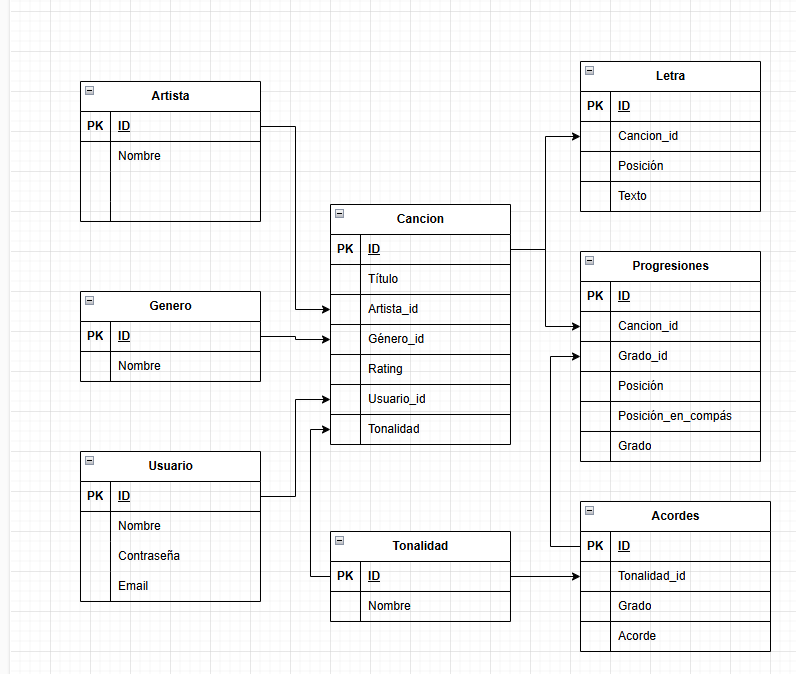 Artista
PK ID
Nombre
Genero
PK ID
Nombre
Usuario
PK ID
Nombre
Contraseña
Email
Cancion
PK ID
Título
Artista_id
Género_id
Rating
Usuario_id
Tonalidad
Tonalidad
PK ID
Nombre
Letra
PK ID
Cancion_id
Posición
Texto
Progresiones
PK ID
Cancion_id
Grado_id
Posición
Posición_en_compás
Grado
Acordes
PK ID
Tonalidad_id
Grado
Acorde